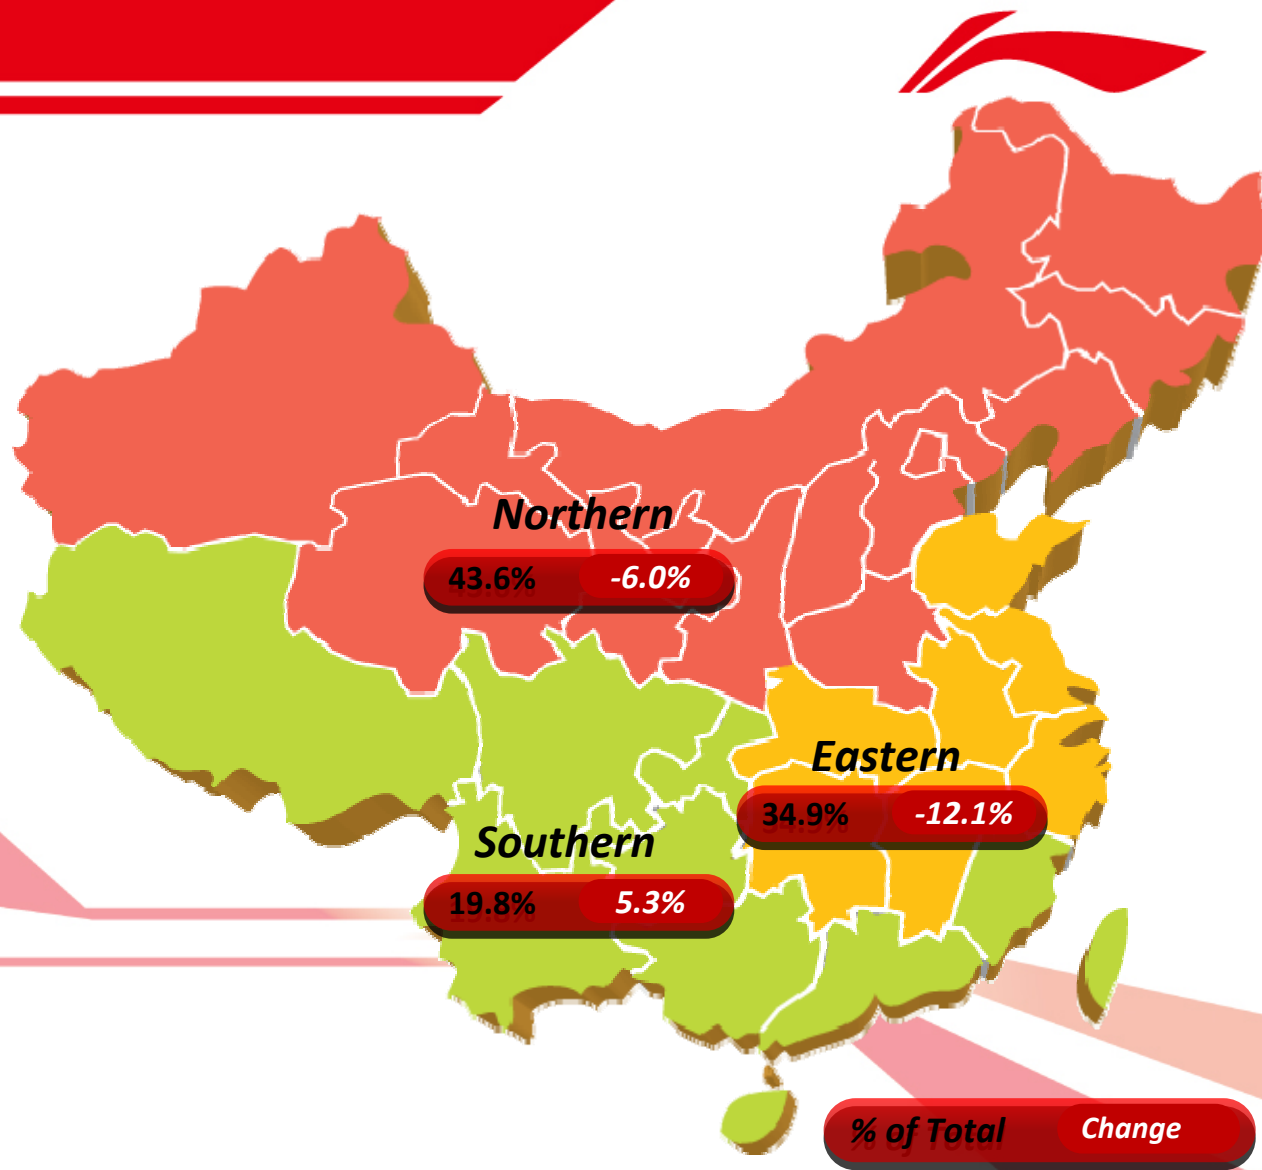 Northern
43.6% -6.0%
Eastern
34.9% -12.1%
Southern
19.8% 5.3%
% of Total Change